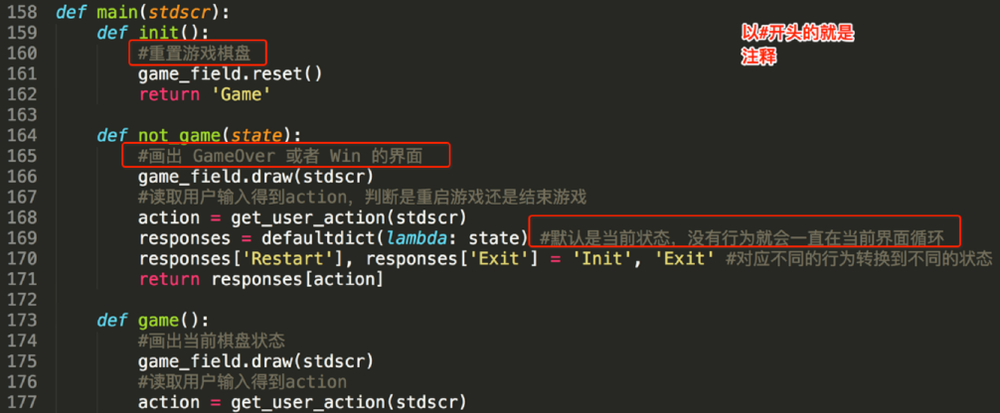 158 def main(stdscr):
159     def init():
160         #重置游戏棋盘
161         game_field.reset()
162         return 'Game'
163
164     def not_game(state):
165         #画出 GameOver 或者 Win 的界面
166         game_field.draw(stdscr)
167         #读取用户输入得到action，判断是重启游戏还是结束游戏
168         action = get_user_action(stdscr)
169         responses = defaultdict(lambda: state) #默认是当前状态，没有行为就会一直在当前界面循环
170         responses['Restart'], responses['Exit'] = 'Init', 'Exit' #对应不同的行为转换到不同的状态
171         return responses[action]
172
173     def game():
174         #画出当前棋盘状态
175         game_field.draw(stdscr)
176         #读取用户输入得到action
177         action = get_user_action(stdscr)
以#开头的就是
注释